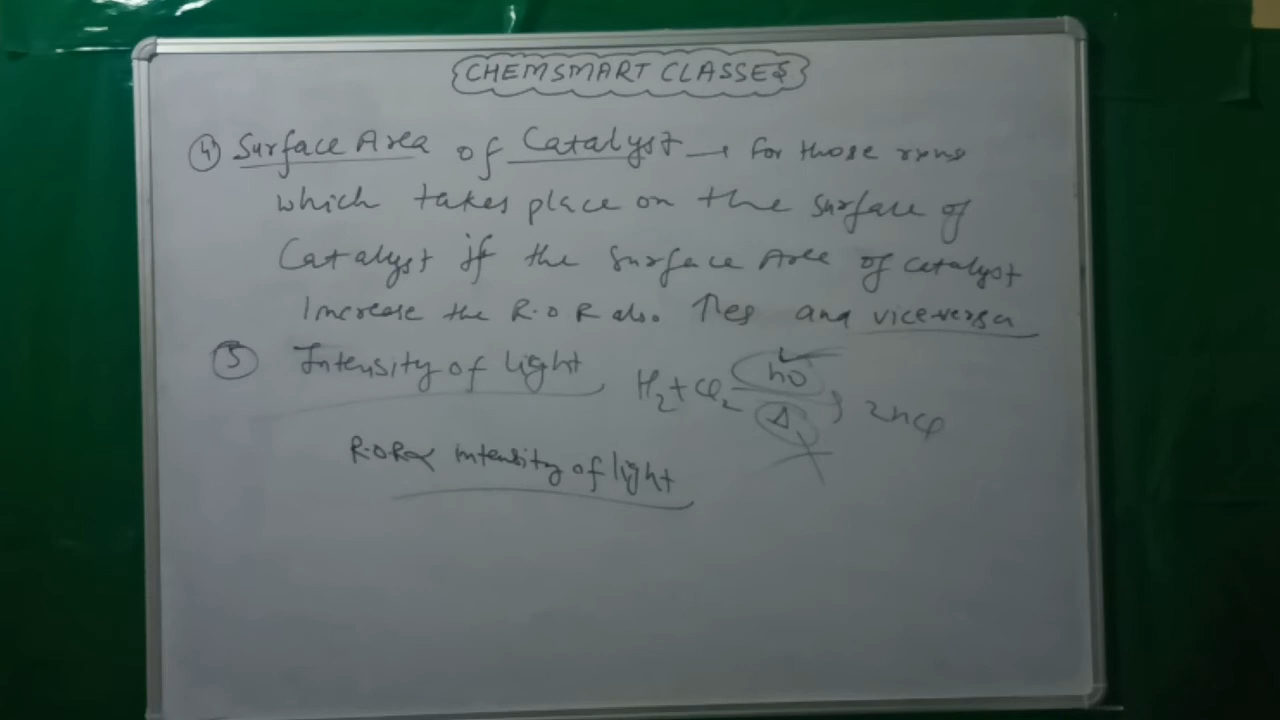 CHEMSMART CLASSES
④ Surface Area of Catalyst → for those rxns
which takes place on the surface of
Catalyst if the surface Area of catalyst
Increase the R.O.R also ↑es and viceversa
⑤ Intensity of light H₂+Cl₂ hν/Δ → 2HCl
R.O.R ∝ intensity of light